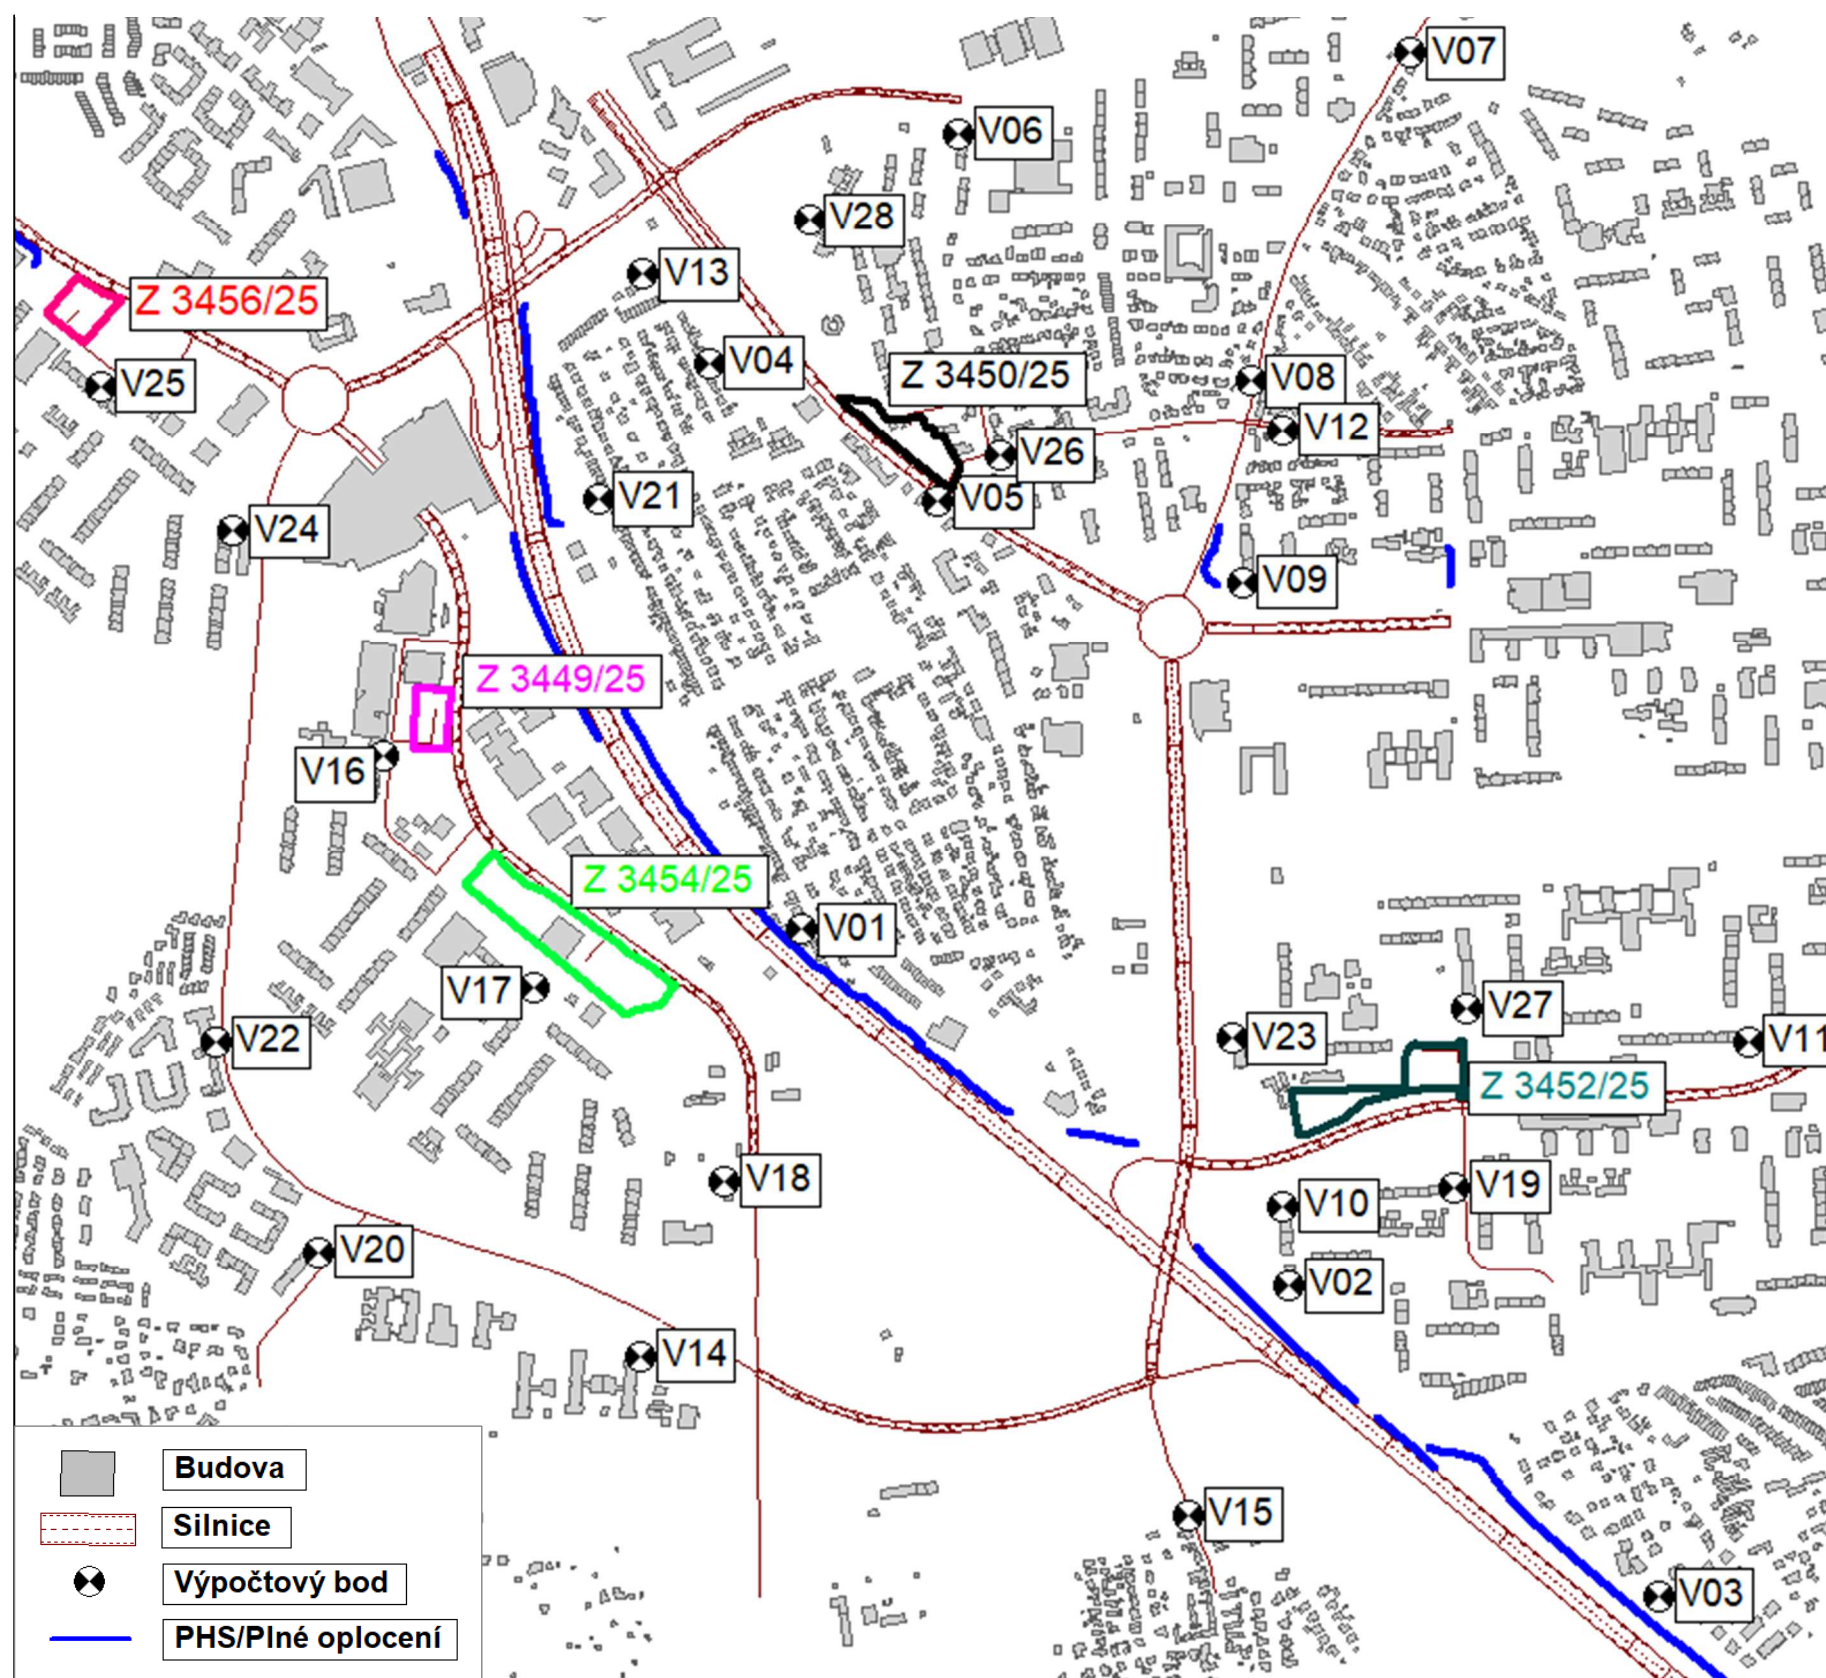 V07
V06
V28
V13
Z 3456/25
V04
Z 3450/25
V25
V08
V12
V26
V21
V05
V24
V09
Z 3449/25
V16
Z 3454/25
V01
V17
V27
V22
V23
V11
Z 3452/25
V18
V19
V10
V20
V02
V14
V15
V03
Budova
Silnice
Výpočtový bod
PHS/Plné oplocení